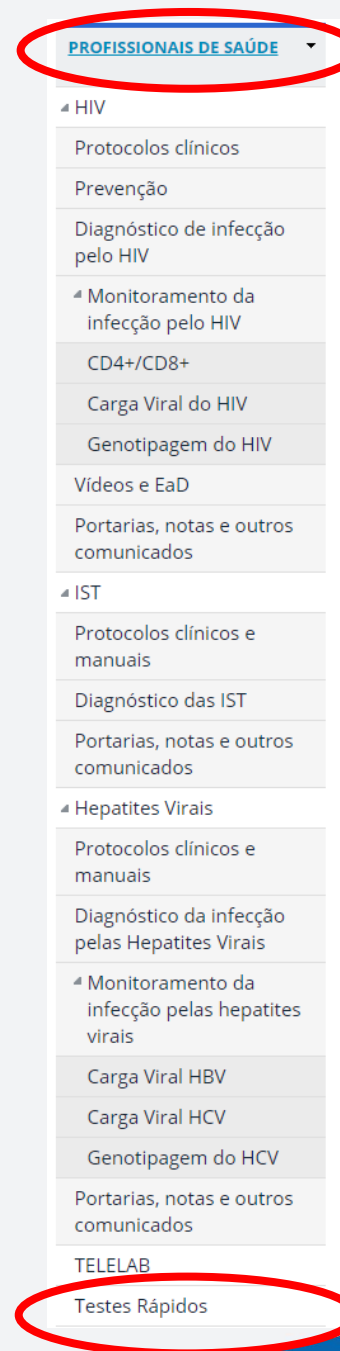 PROFISSIONAIS DE SAÚDE
HIV
Protocolos clínicos
Prevenção
Diagnóstico de infecção
pelo HIV
Monitoramento da
infecção pelo HIV
CD4+/CD8+
Carga Viral do HIV
Genotipagem do HIV
Vídeos e EaD
Portarias, notas e outros
comunicados
IST
Protocolos clínicos e
manuais
Diagnóstico das IST
Portarias, notas e outros
comunicados
Hepatites Virais
Protocolos clínicos e
manuais
Diagnóstico da infecção
pelas Hepatites Virais
Monitoramento da
infecção pelas hepatites
virais
Carga Viral HBV
Carga Viral HCV
Genotipagem do HCV
Portarias, notas e outros
comunicados
TELELAB
Testes Rápidos